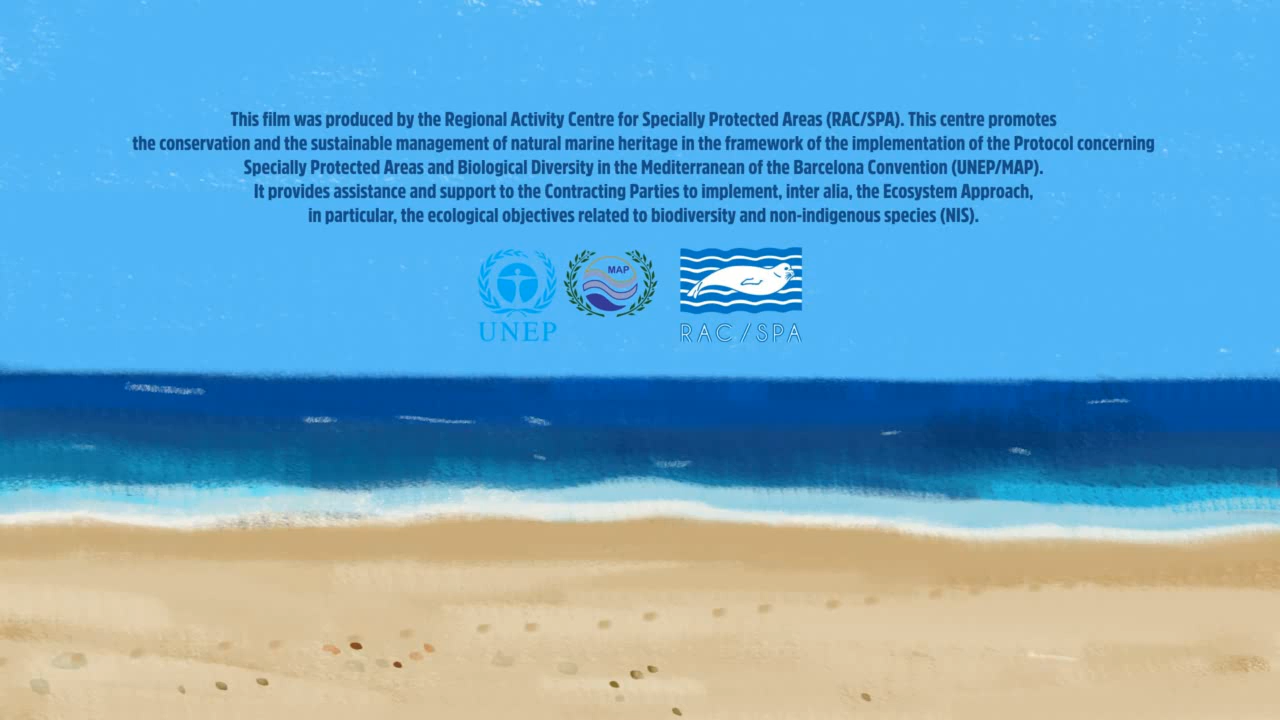 This film was produced by the Regional Activity Centre for Specially Protected Areas (RAC/SPA). This centre promotes
the conservation and the sustainable management of natural marine heritage in the framework of the implementation of the Protocol concerning
Specially Protected Areas and Biological Diversity in the Mediterranean of the Barcelona Convention (UNEP/MAP).
It provides assistance and support to the Contracting Parties to implement, inter alia, the Ecosystem Approach,
in particular, the ecological objectives related to biodiversity and non-indigenous species (NIS).
MAP
UNEP
RAC/SPA